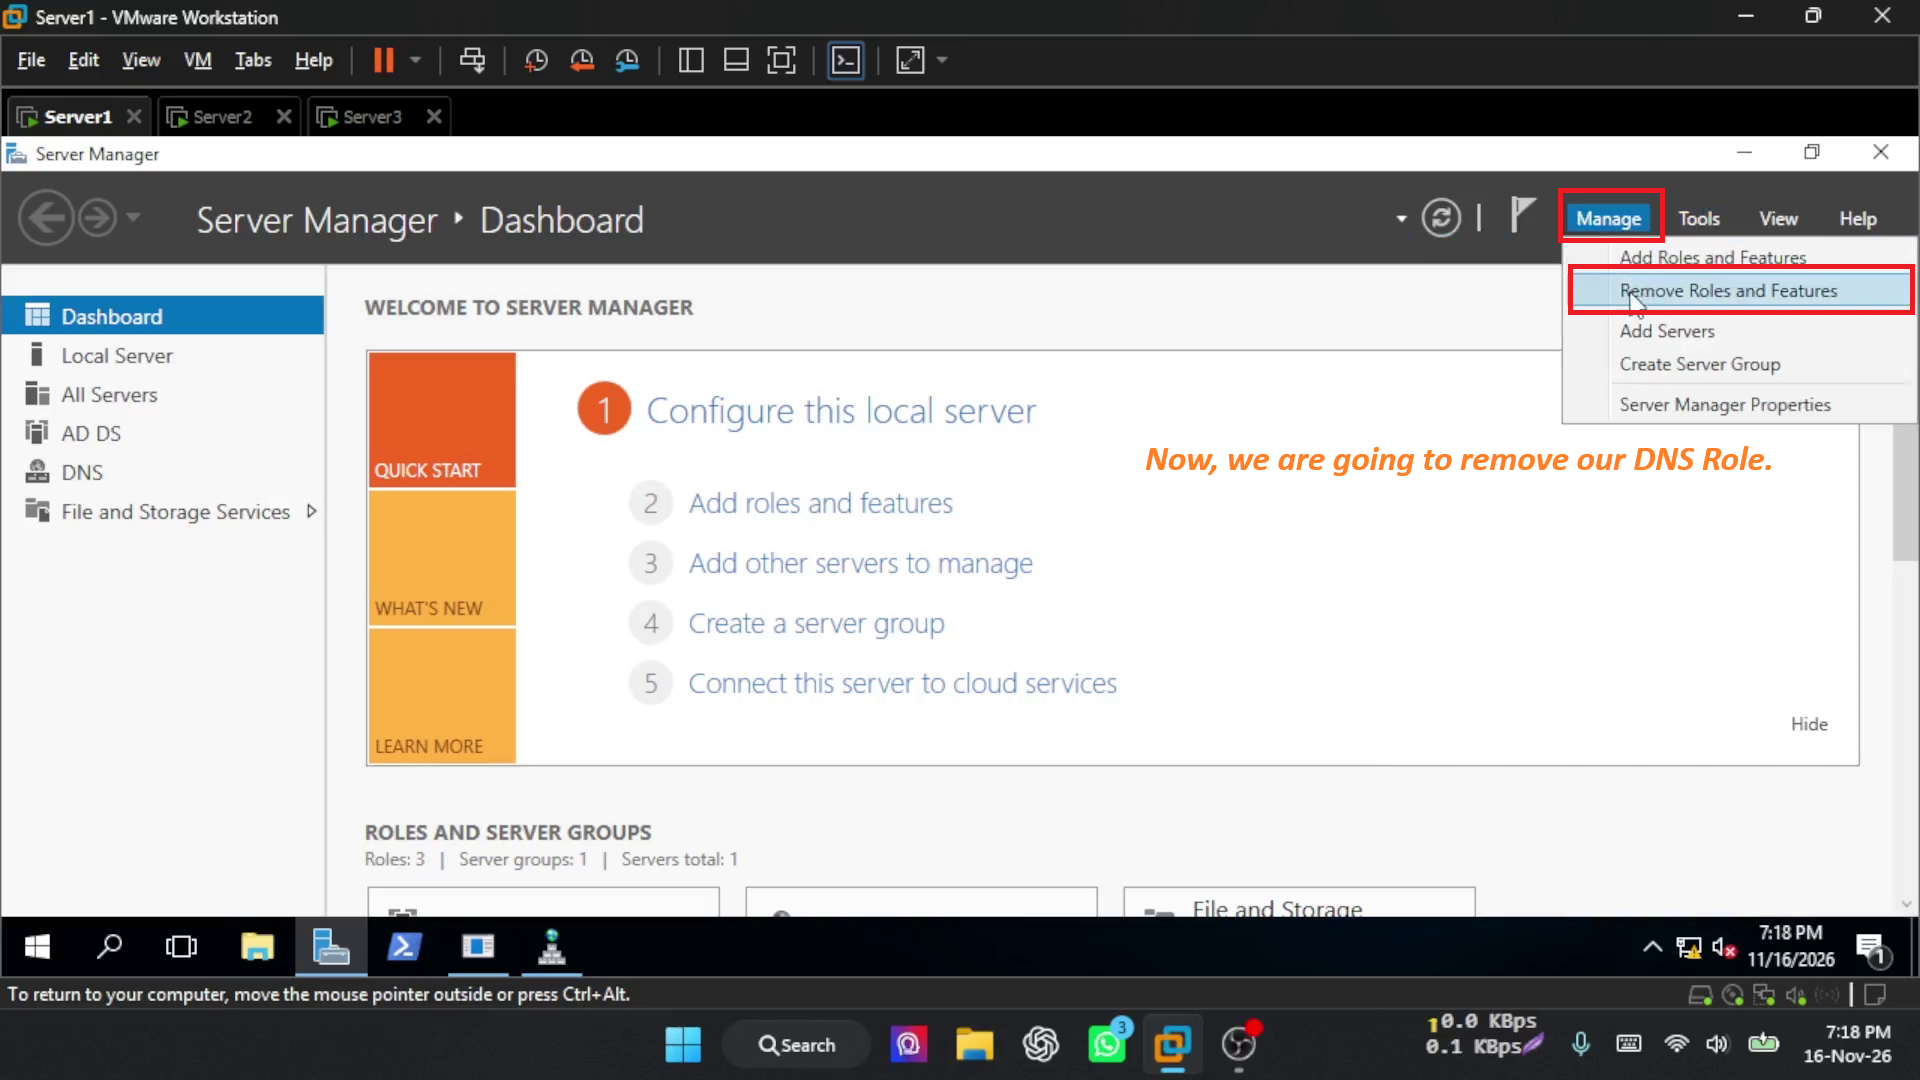 Server1 - VMware Workstation
File Edit View VM Tabs Help
Server1 Server2 Server3
Server Manager
Server Manager ‣ Dashboard
Manage Tools View Help
Add Roles and Features
Remove Roles and Features
Add Servers
Create Server Group
Server Manager Properties
Dashboard
Local Server
All Servers
AD DS
DNS
File and Storage Services
WELCOME TO SERVER MANAGER
QUICK START
WHAT'S NEW
LEARN MORE
1 Configure this local server
Now, we are going to remove our DNS Role.
2 Add roles and features
3 Add other servers to manage
4 Create a server group
5 Connect this server to cloud services
Hide
ROLES AND SERVER GROUPS
Roles: 3 | Server groups: 1 | Servers total: 1
File and Storage
7:18 PM
11/16/2026
1
To return to your computer, move the mouse pointer outside or press Ctrl+Alt.
Search
3
0.0 KBps
0.1 KBps
7:18 PM
16-Nov-26